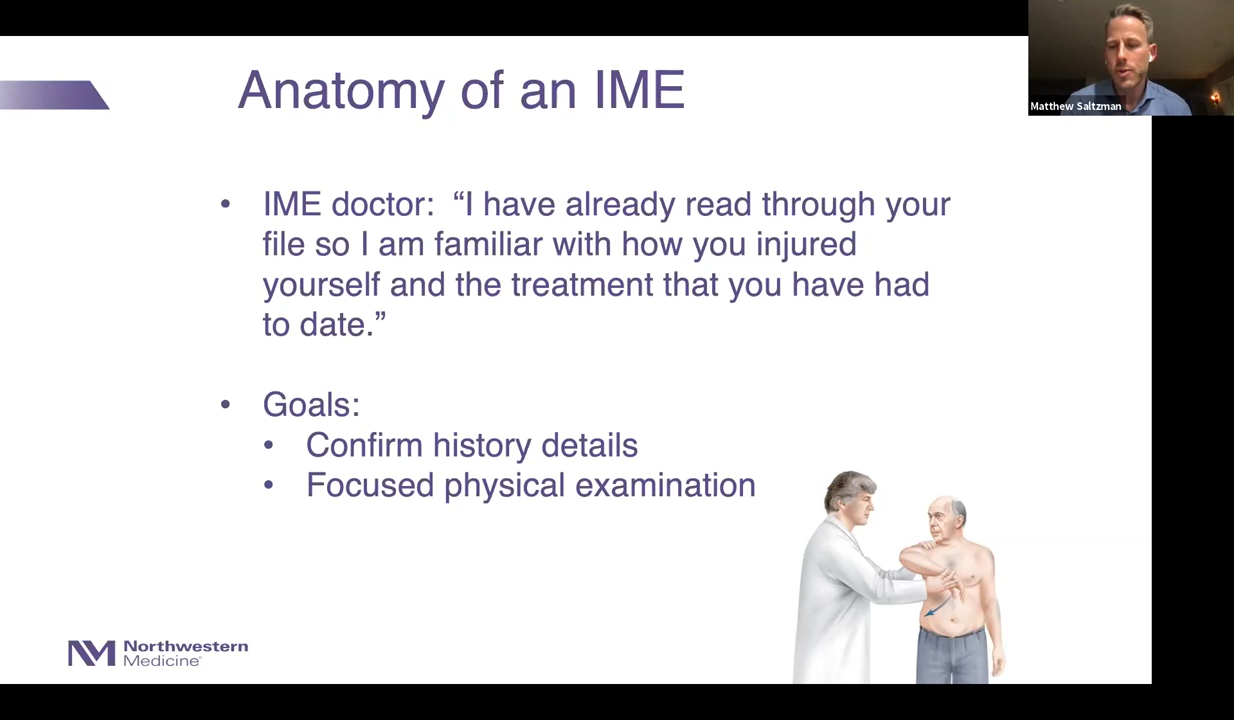 Anatomy of an IME
Matthew Saltzman
• IME doctor: “I have already read through your
file so I am familiar with how you injured
yourself and the treatment that you have had
to date.”
• Goals:
• Confirm history details
• Focused physical examination
Northwestern
Medicine®